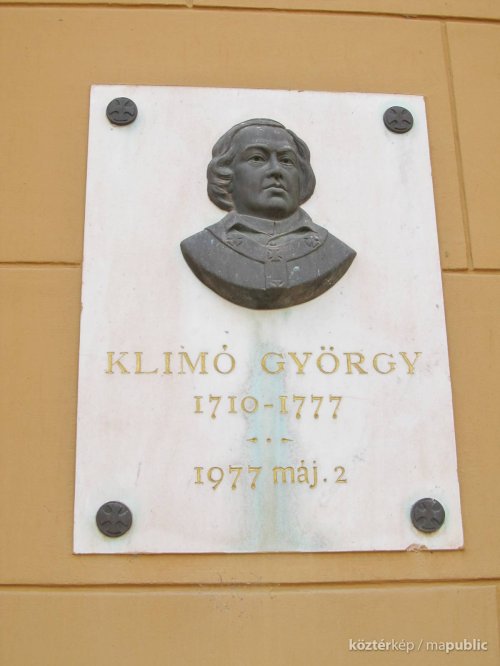 KLIMÓ GYÖRGY
1710-1777
1977 máj. 2
köztérkép / mapublic